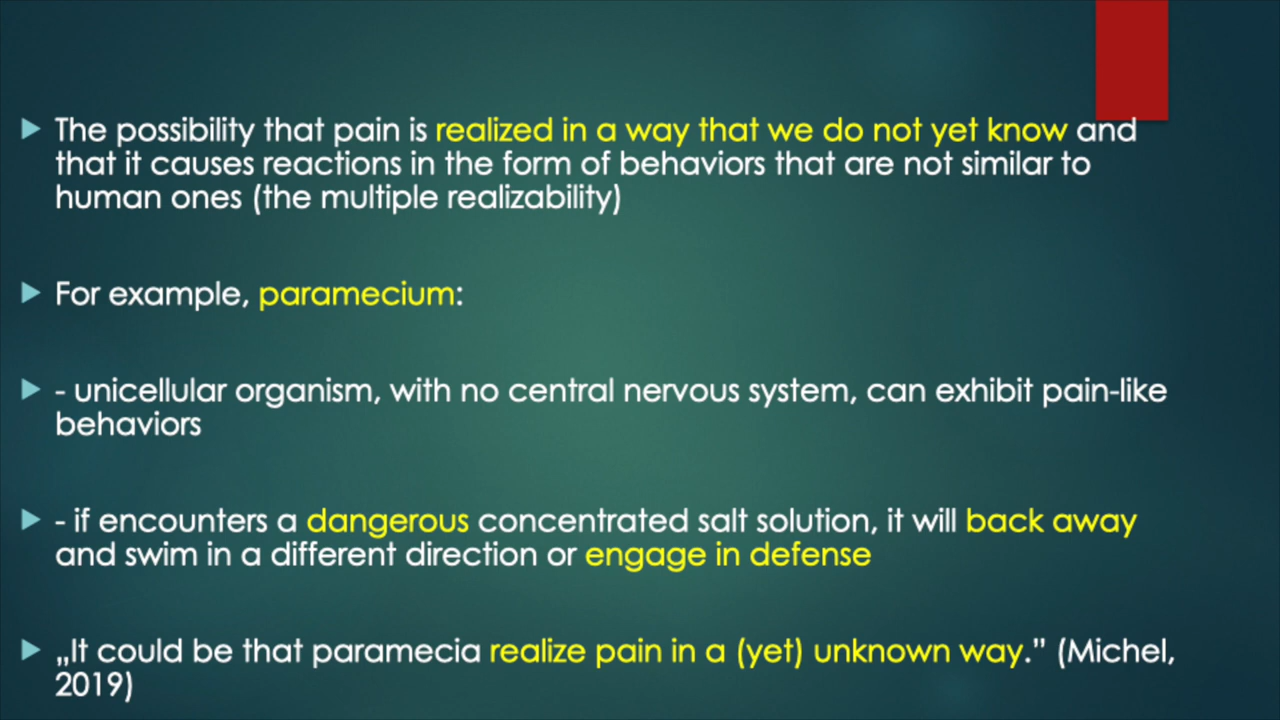 The possibility that pain is realized in a way that we do not yet know and
that it causes reactions in the form of behaviors that are not similar to
human ones (the multiple realizability)
For example, paramecium:
- unicellular organism, with no central nervous system, can exhibit pain-like
behaviors
- if encounters a dangerous concentrated salt solution, it will back away
and swim in a different direction or engage in defense
„It could be that paramecia realize pain in a (yet) unknown way.” (Michel,
2019)